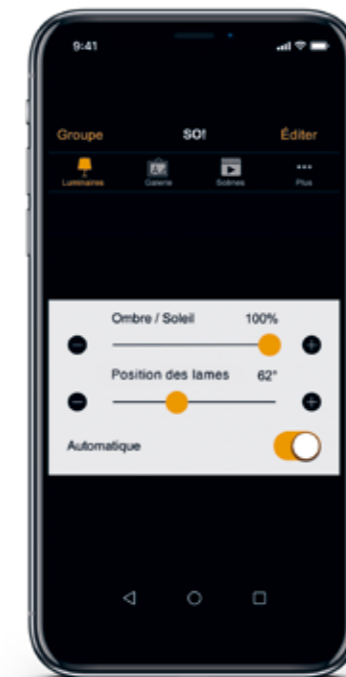 9:41
Groupe SO! Éditer
Luminaires Galerie Scènes Plus
Ombre / Soleil 100%
Position des lames 62°
Automatique